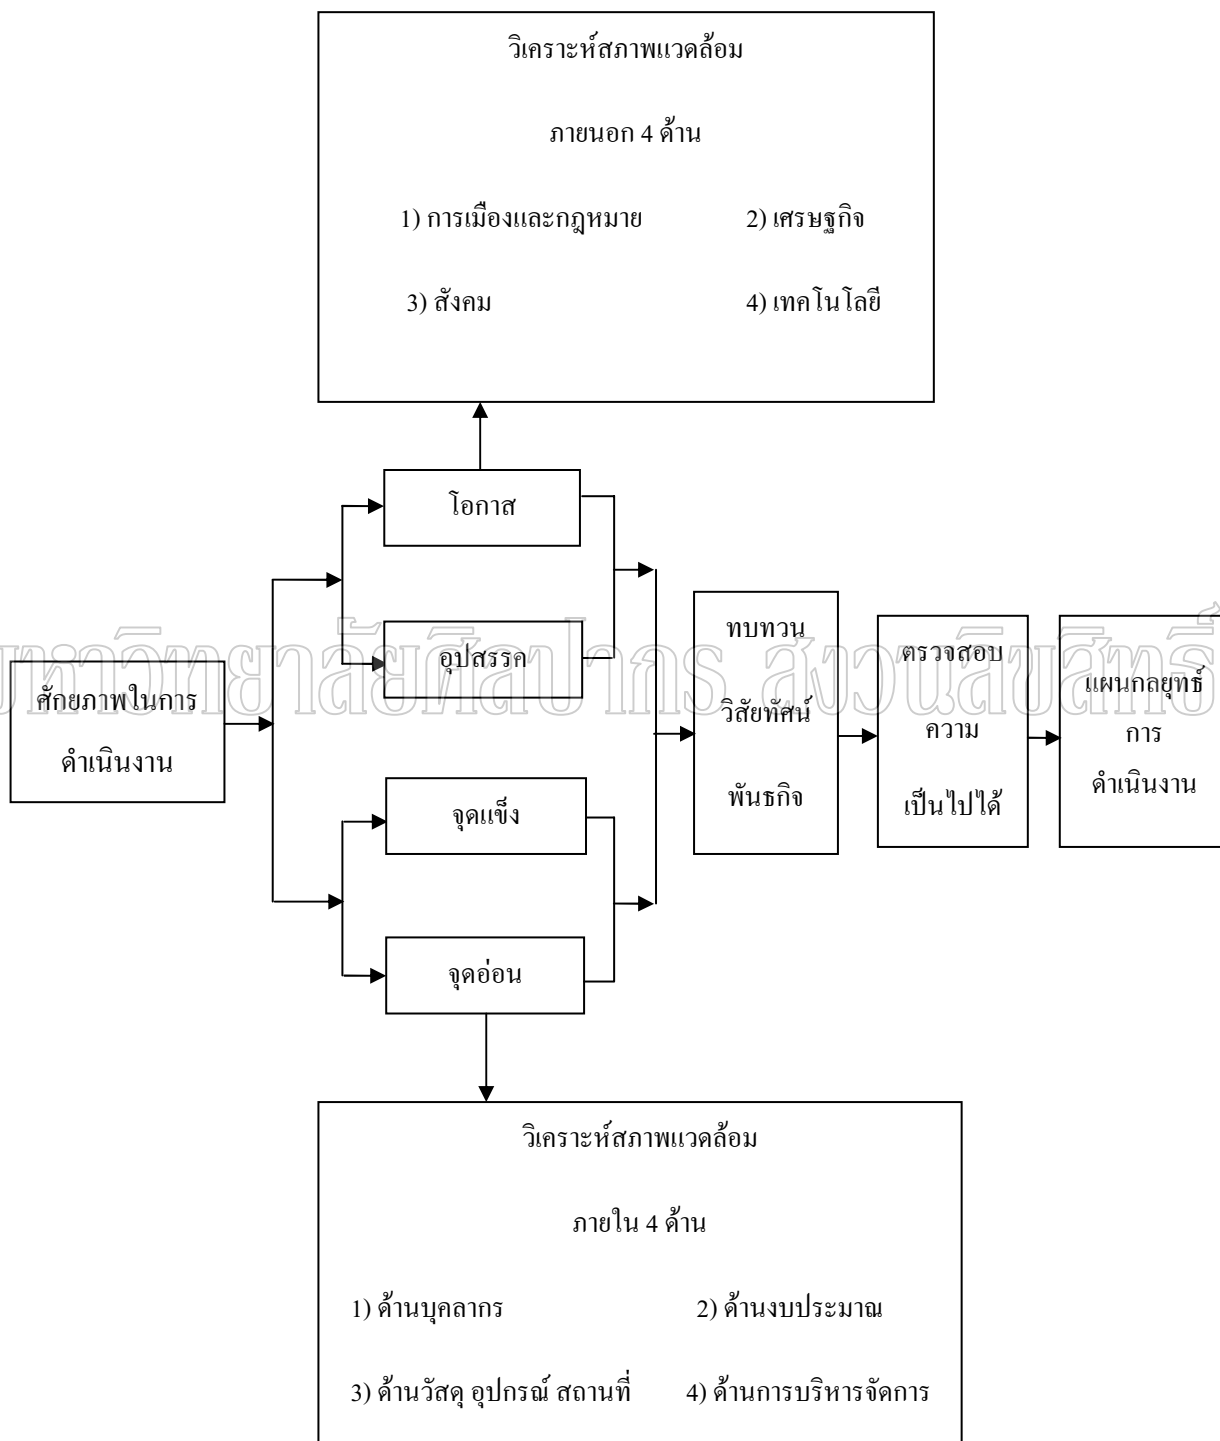 วิเคราะห์สภาพแวดล้อม
ภายนอก 4 ด้าน
1) การเมืองและกฎหมาย 2) เศรษฐกิจ
3) สังคม 4) เทคโนโลยี
โอกาส
อุปสรรค
มหาวิทยาลัยศิลปากร สงวนลิขสิทธิ์
ศักยภาพในการ
ดำเนินงาน
จุดแข็ง
จุดอ่อน
ทบทวน
วิสัยทัศน์
พันธกิจ
ตรวจสอบ
ความ
เป็นไปได้
แผนกลยุทธ์
การ
ดำเนินงาน
วิเคราะห์สภาพแวดล้อม
ภายใน 4 ด้าน
1) ด้านบุคลากร 2) ด้านงบประมาณ
3) ด้านวัสดุ อุปกรณ์ สถานที่ 4) ด้านการบริหารจัดการ